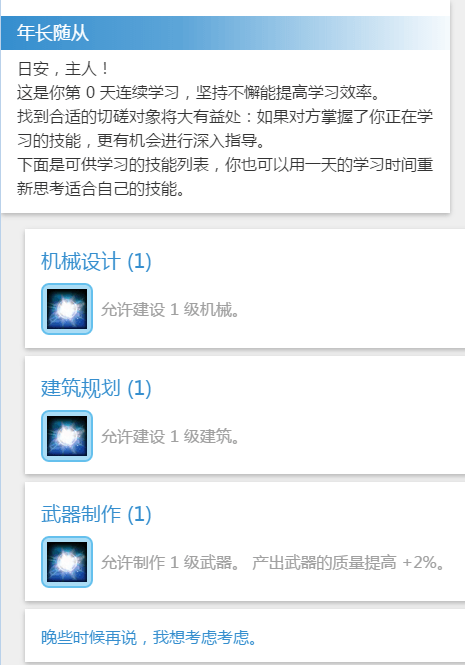 年长随从
日安，主人！
这是你第 0 天连续学习，坚持不懈能提高学习效率。
找到合适的切磋对象将大有益处：如果对方掌握了你正在学
习的技能，更有机会进行深入指导。
下面是可供学习的技能列表，你也可以用一天的学习时间重
新思考适合自己的技能。
机械设计 (1)
允许建设 1 级机械。
建筑规划 (1)
允许建设 1 级建筑。
武器制作 (1)
允许制作 1 级武器。 产出武器的质量提高 +2%。
晚些时候再说，我想考虑考虑。